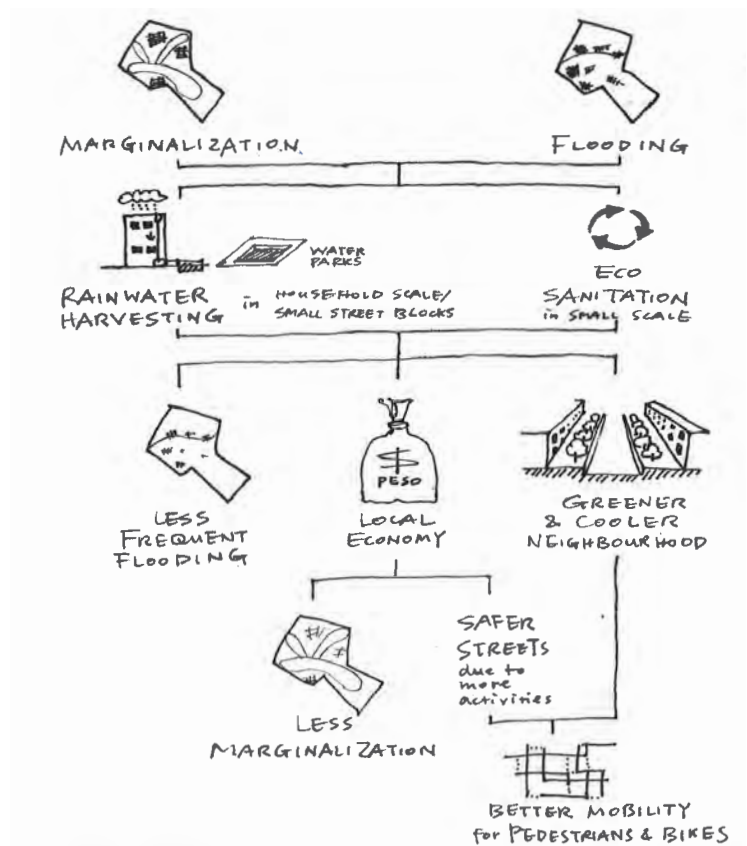 MARGINALIZATION
FLOODING
WATER
PARKS
RAINWATER
HARVESTING
in HOUSEHOLD SCALE/
SMALL STREET BLOCKS
ECO
SANITATION
in SMALL SCALE
$
PESO
LESS
FREQUENT
FLOODING
LOCAL
ECONOMY
GREENER
& COOLER
NEIGHBOURHOOD
LESS
MARGINALIZATION
SAFER
STREETS
due to
more
activities
BETTER MOBILITY
for PEDESTRIANS & BIKES